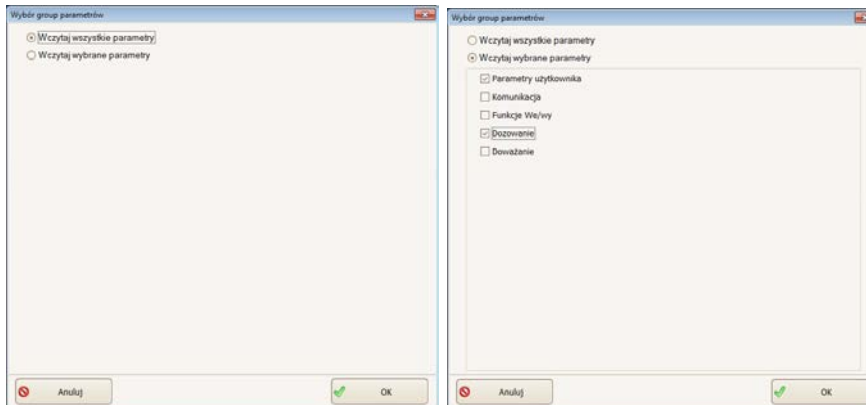 Wybór group parametrów
Wczytaj wszystkie parametry
Wczytaj wybrane parametry
Anuluj
OK
Wybór group parametrów
Wczytaj wszystkie parametry
Wczytaj wybrane parametry
Parametry użytkownika
Komunikacja
Funkcje We/wy
Dozowanie
Doważanie
Anuluj
OK